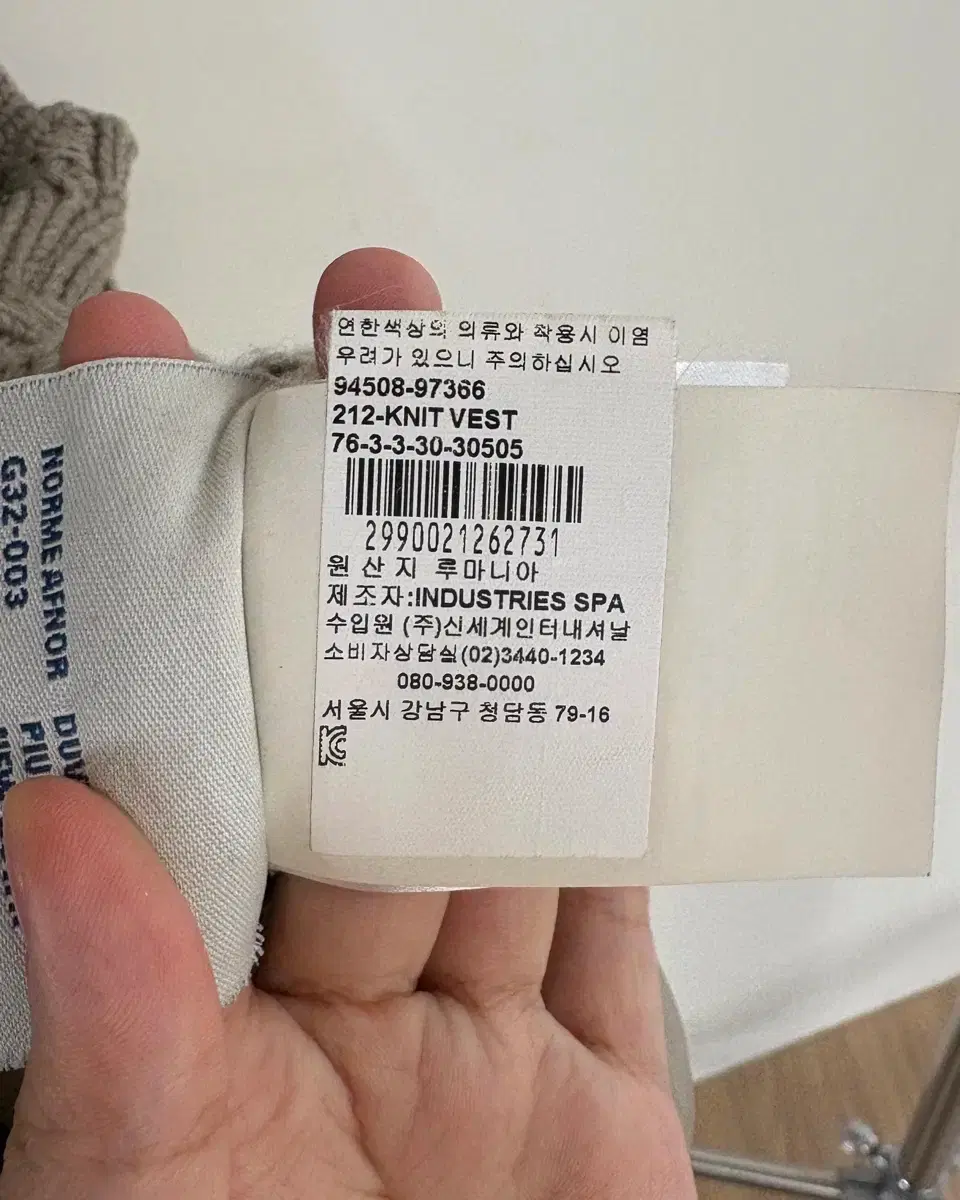 연한색상의 의류와 착용시 이염
우려가 있으니 주의하십시오
94508-97366
212-KNIT VEST
76-3-3-30-30505
2990021262731
원 산 지 루마니아
제조자:INDUSTRIES SPA
수입원 (주)신세계인터내셔날
소비자상담실(02)3440-1234
080-938-0000
서울시 강남구 청담동 79-16
NORME AFNOR
G32-003